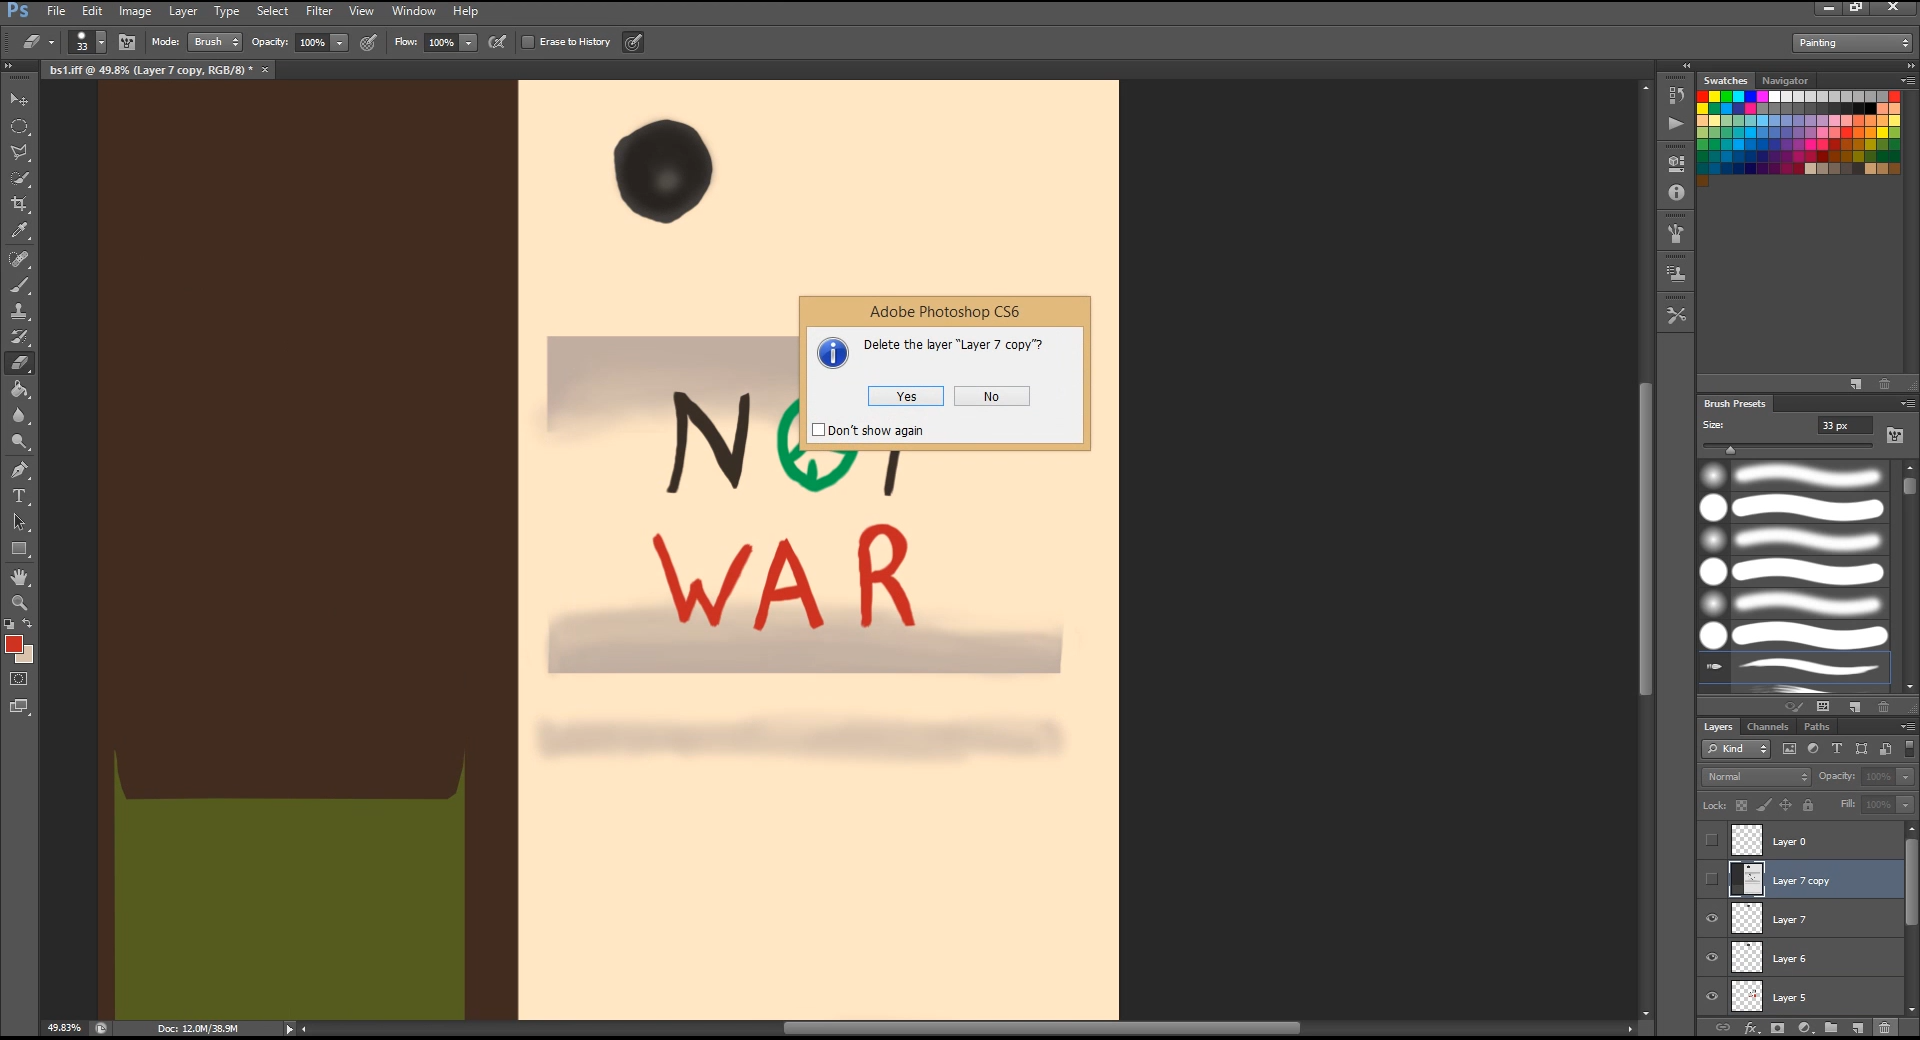 Ps File Edit Image Layer Type Select Filter View Window Help
33 Mode: Brush Opacity: 100% Flow: 100% Erase to History Painting
bs1.iff @ 49.8% (Layer 7 copy, RGB/8) * ×
Swatches Navigator
Adobe Photoshop CS6
Delete the layer “Layer 7 copy”?
Yes No
Don't show again
N
WAR
Brush Presets
Size: 33 px
Layers Channels Paths
Kind
Normal Opacity: 100%
Lock: Fill: 100%
Layer 0
Layer 7 copy
Layer 7
Layer 6
Layer 5
49.83% Doc: 12.0M/38.9M